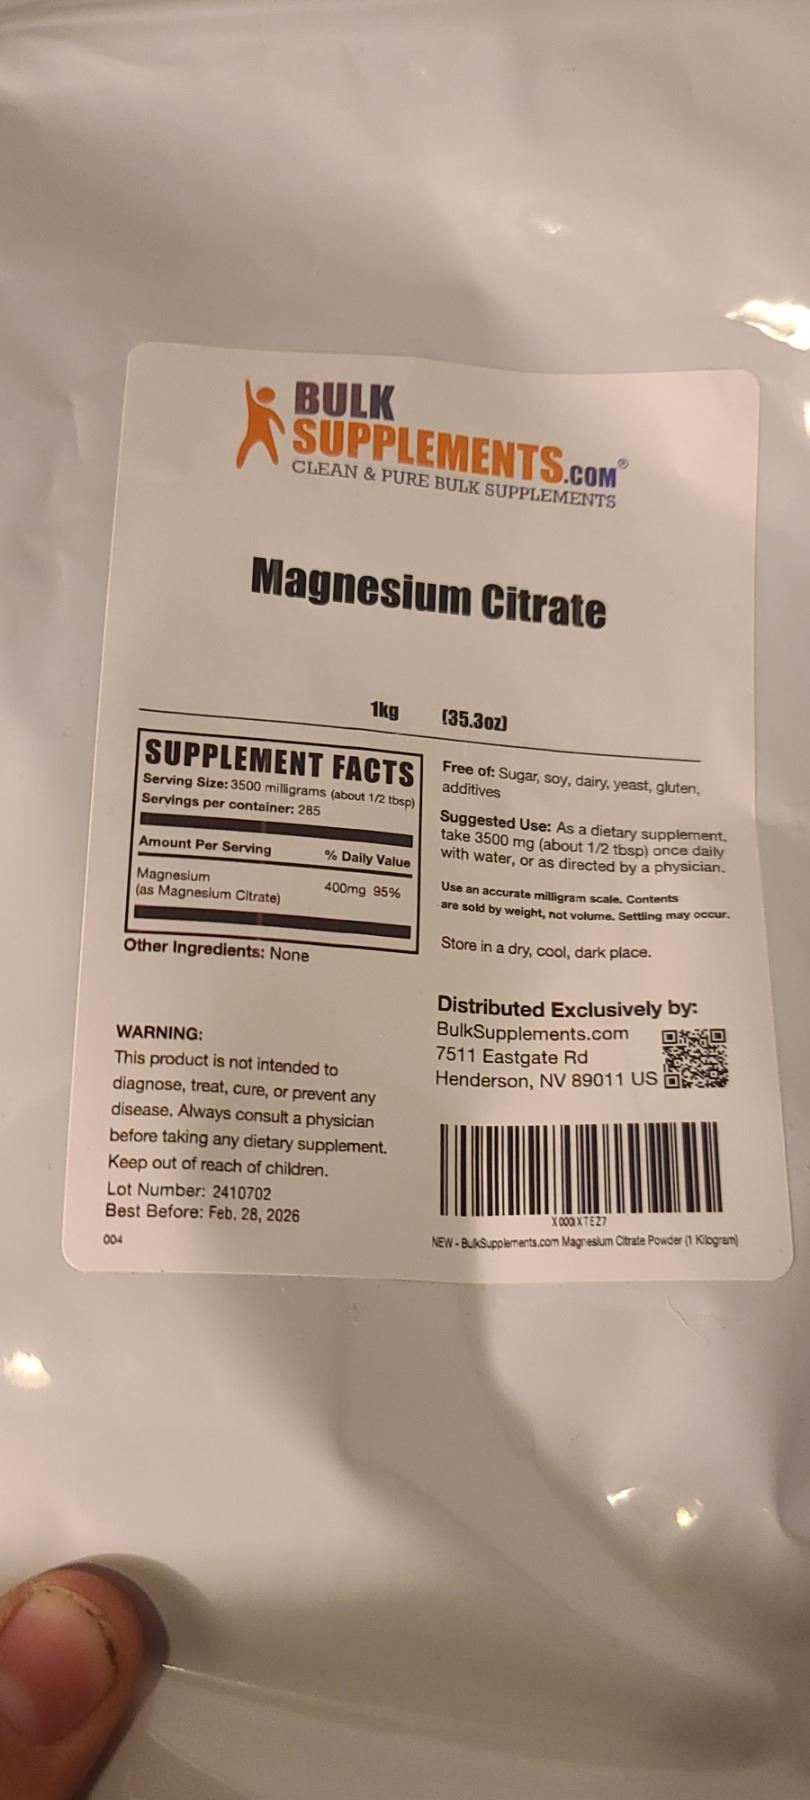 BULK
SUPPLEMENTS.COM®
CLEAN & PURE BULK SUPPLEMENTS
Magnesium Citrate
1kg (35.3oz)
SUPPLEMENT FACTS
Serving Size: 3500 milligrams (about 1/2 tbsp)
Servings per container: 285
Amount Per Serving % Daily Value
Magnesium
(as Magnesium Citrate) 400mg 95%
Other Ingredients: None
WARNING:
This product is not intended to
diagnose, treat, cure, or prevent any
disease. Always consult a physician
before taking any dietary supplement.
Keep out of reach of children.
Lot Number: 2410702
Best Before: Feb. 28, 2026
004
Free of: Sugar, soy, dairy, yeast, gluten,
additives
Suggested Use: As a dietary supplement,
take 3500 mg (about 1/2 tbsp) once daily
with water, or as directed by a physician.
Use an accurate milligram scale. Contents
are sold by weight, not volume. Settling may occur.
Store in a dry, cool, dark place.
Distributed Exclusively by:
BulkSupplements.com
7511 Eastgate Rd
Henderson, NV 89011 US
X000IXTEZ7
NEW - BulkSupplements.com Magnesium Citrate Powder (1 Kilogram)